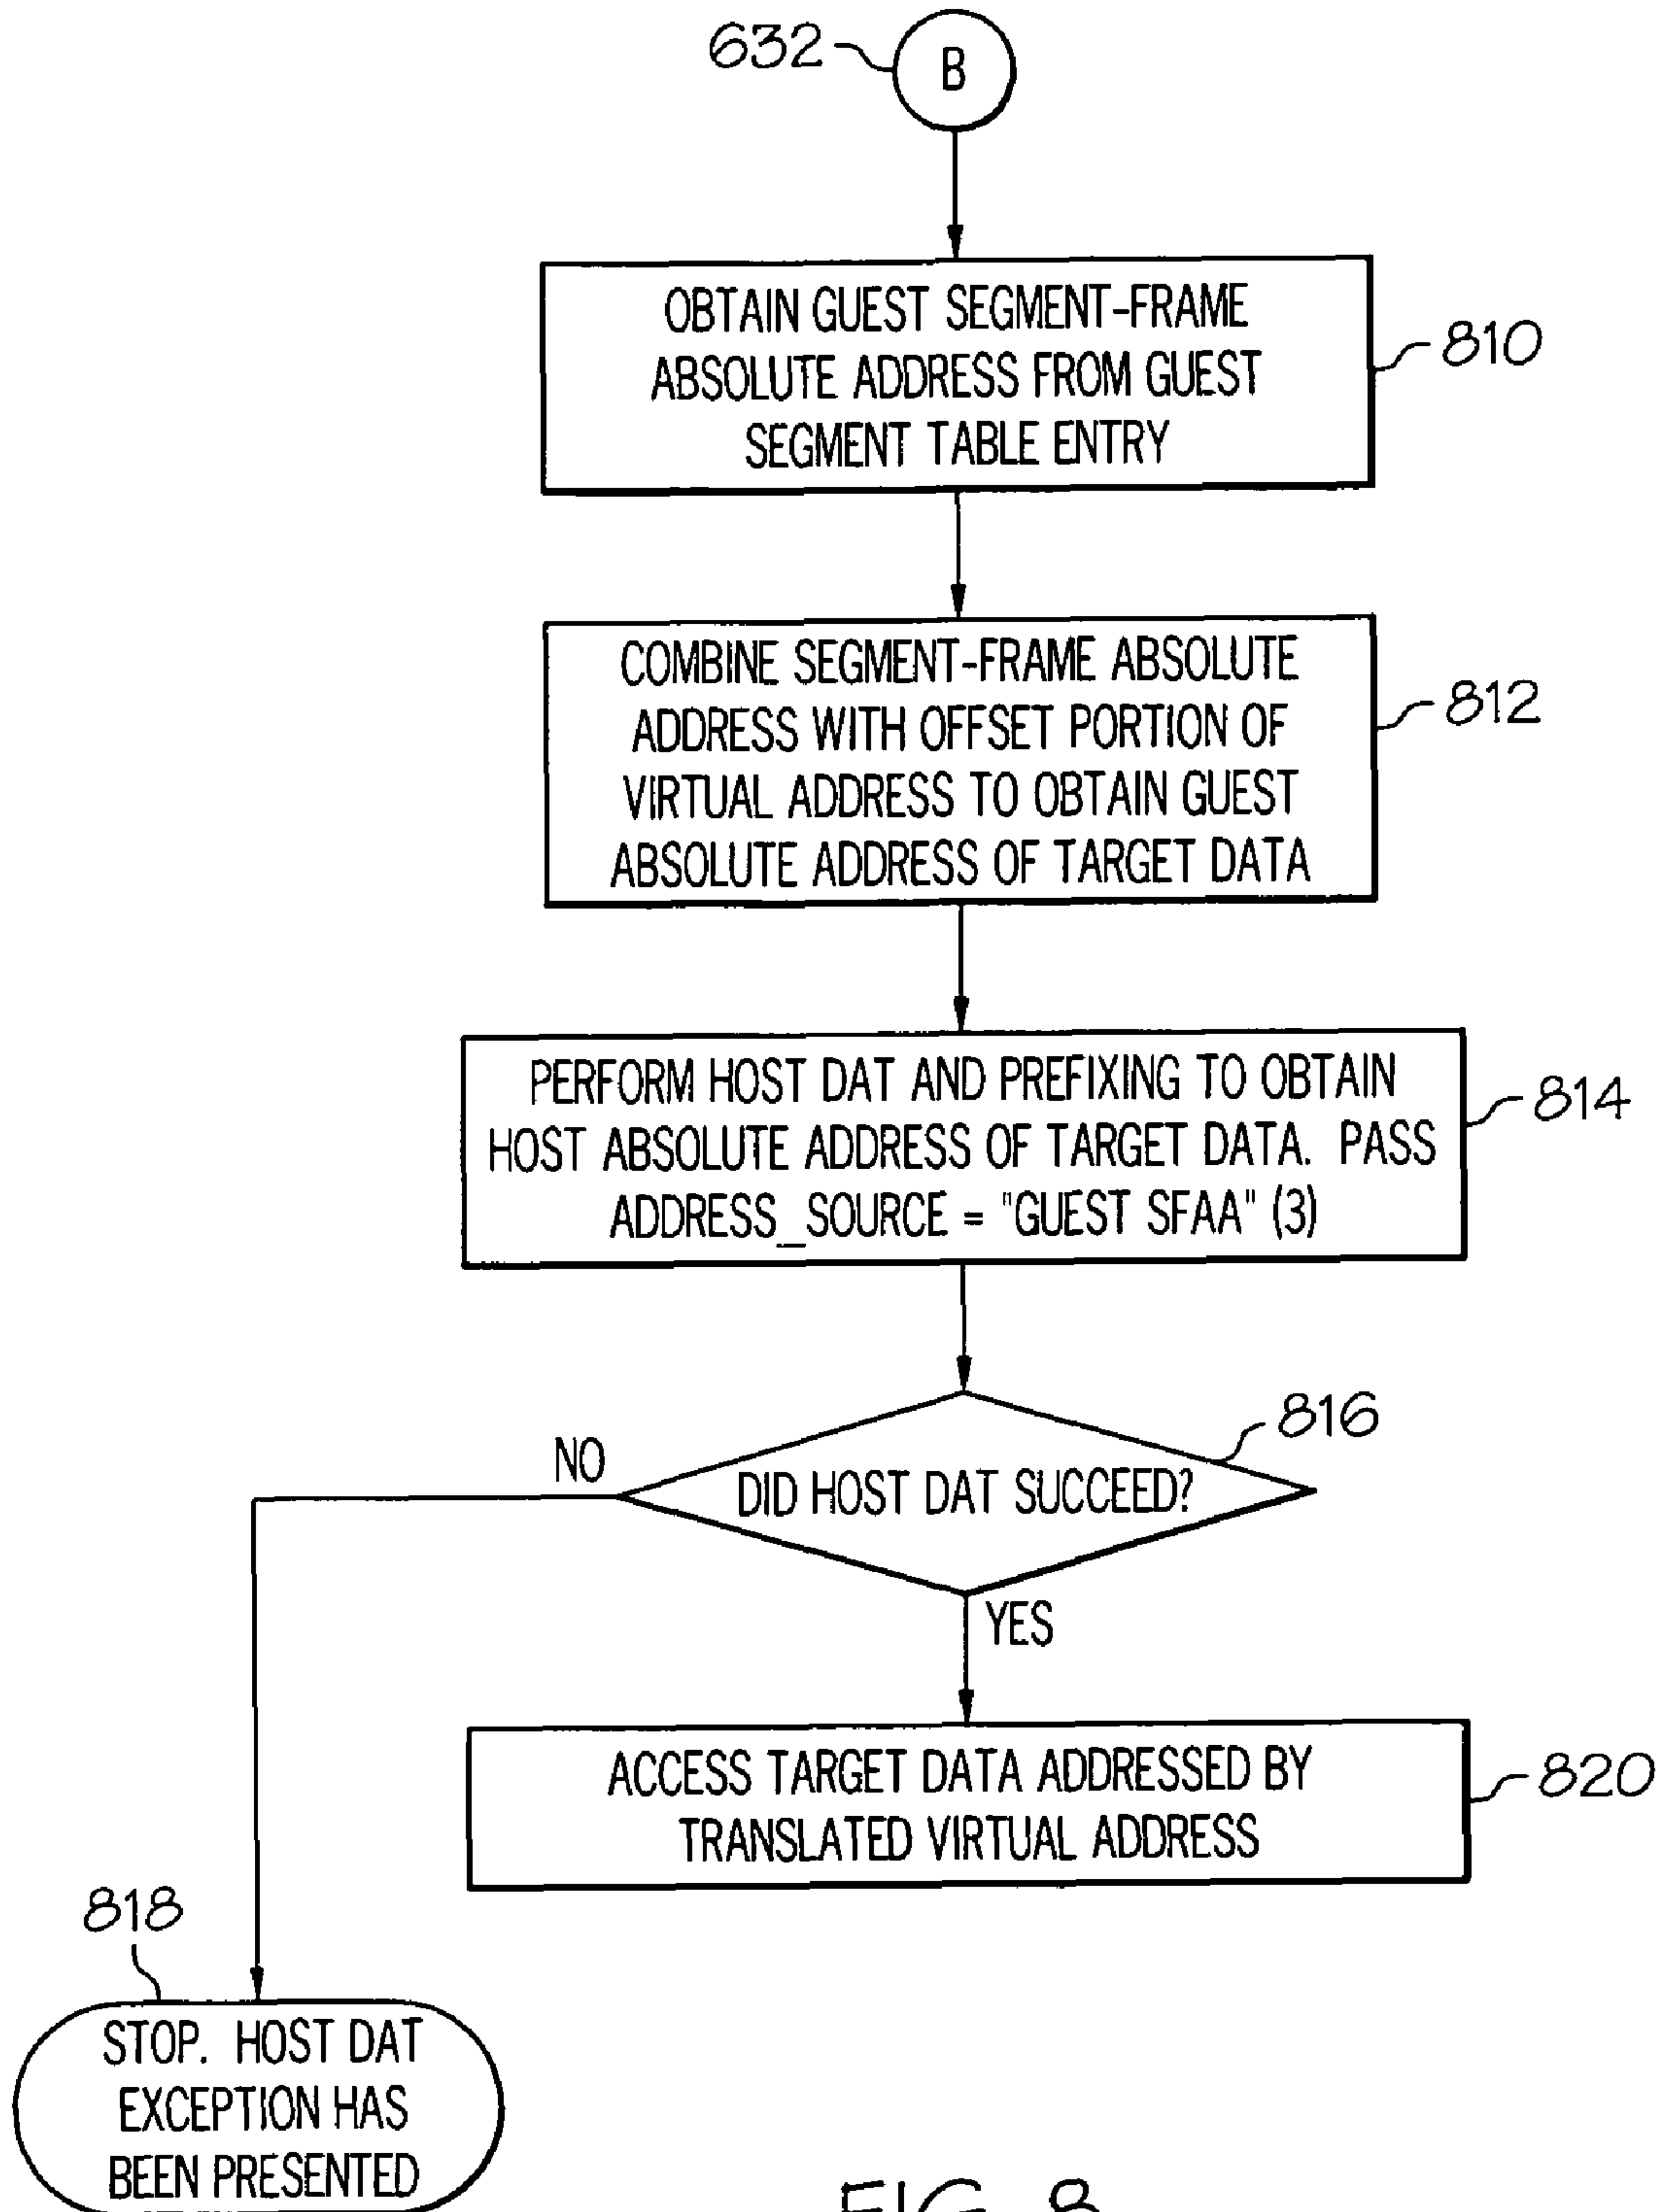 632
B
OBTAIN GUEST SEGMENT-FRAME
ABSOLUTE ADDRESS FROM GUEST
SEGMENT TABLE ENTRY
810
COMBINE SEGMENT-FRAME ABSOLUTE
ADDRESS WITH OFFSET PORTION OF
VIRTUAL ADDRESS TO OBTAIN GUEST
ABSOLUTE ADDRESS OF TARGET DATA
812
PERFORM HOST DAT AND PREFIXING TO OBTAIN
HOST ABSOLUTE ADDRESS OF TARGET DATA. PASS
ADDRESS_SOURCE = "GUEST SFAA" (3)
814
816
NO
DID HOST DAT SUCCEED?
YES
ACCESS TARGET DATA ADDRESSED BY
TRANSLATED VIRTUAL ADDRESS
820
818
STOP. HOST DAT
EXCEPTION HAS
BEEN PRESENTED
FIG. 8